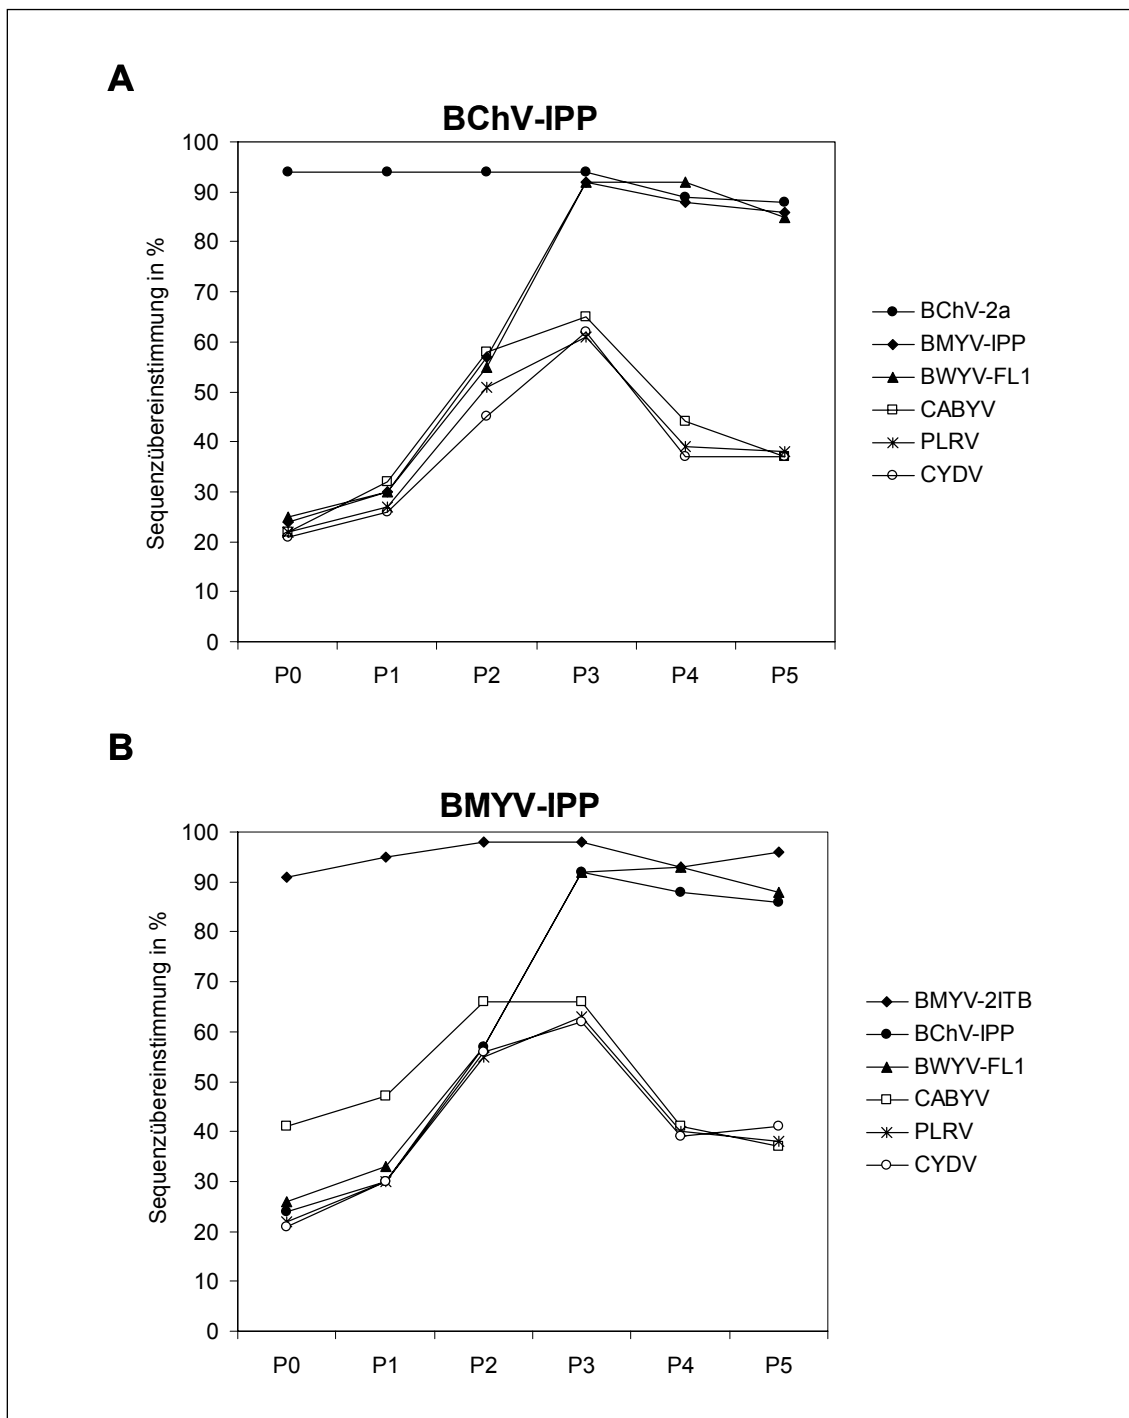 A
BChV-IPP
Sequenzübereinstimmung in %
100
90
80
70
60
50
40
30
20
10
0
P0 P1 P2 P3 P4 P5
BChV-2a
BMYV-IPP
BWYV-FL1
CABYV
PLRV
CYDV
B
BMYV-IPP
Sequenzübereinstimmung in %
100
90
80
70
60
50
40
30
20
10
0
P0 P1 P2 P3 P4 P5
BMYV-2ITB
BChV-IPP
BWYV-FL1
CABYV
PLRV
CYDV